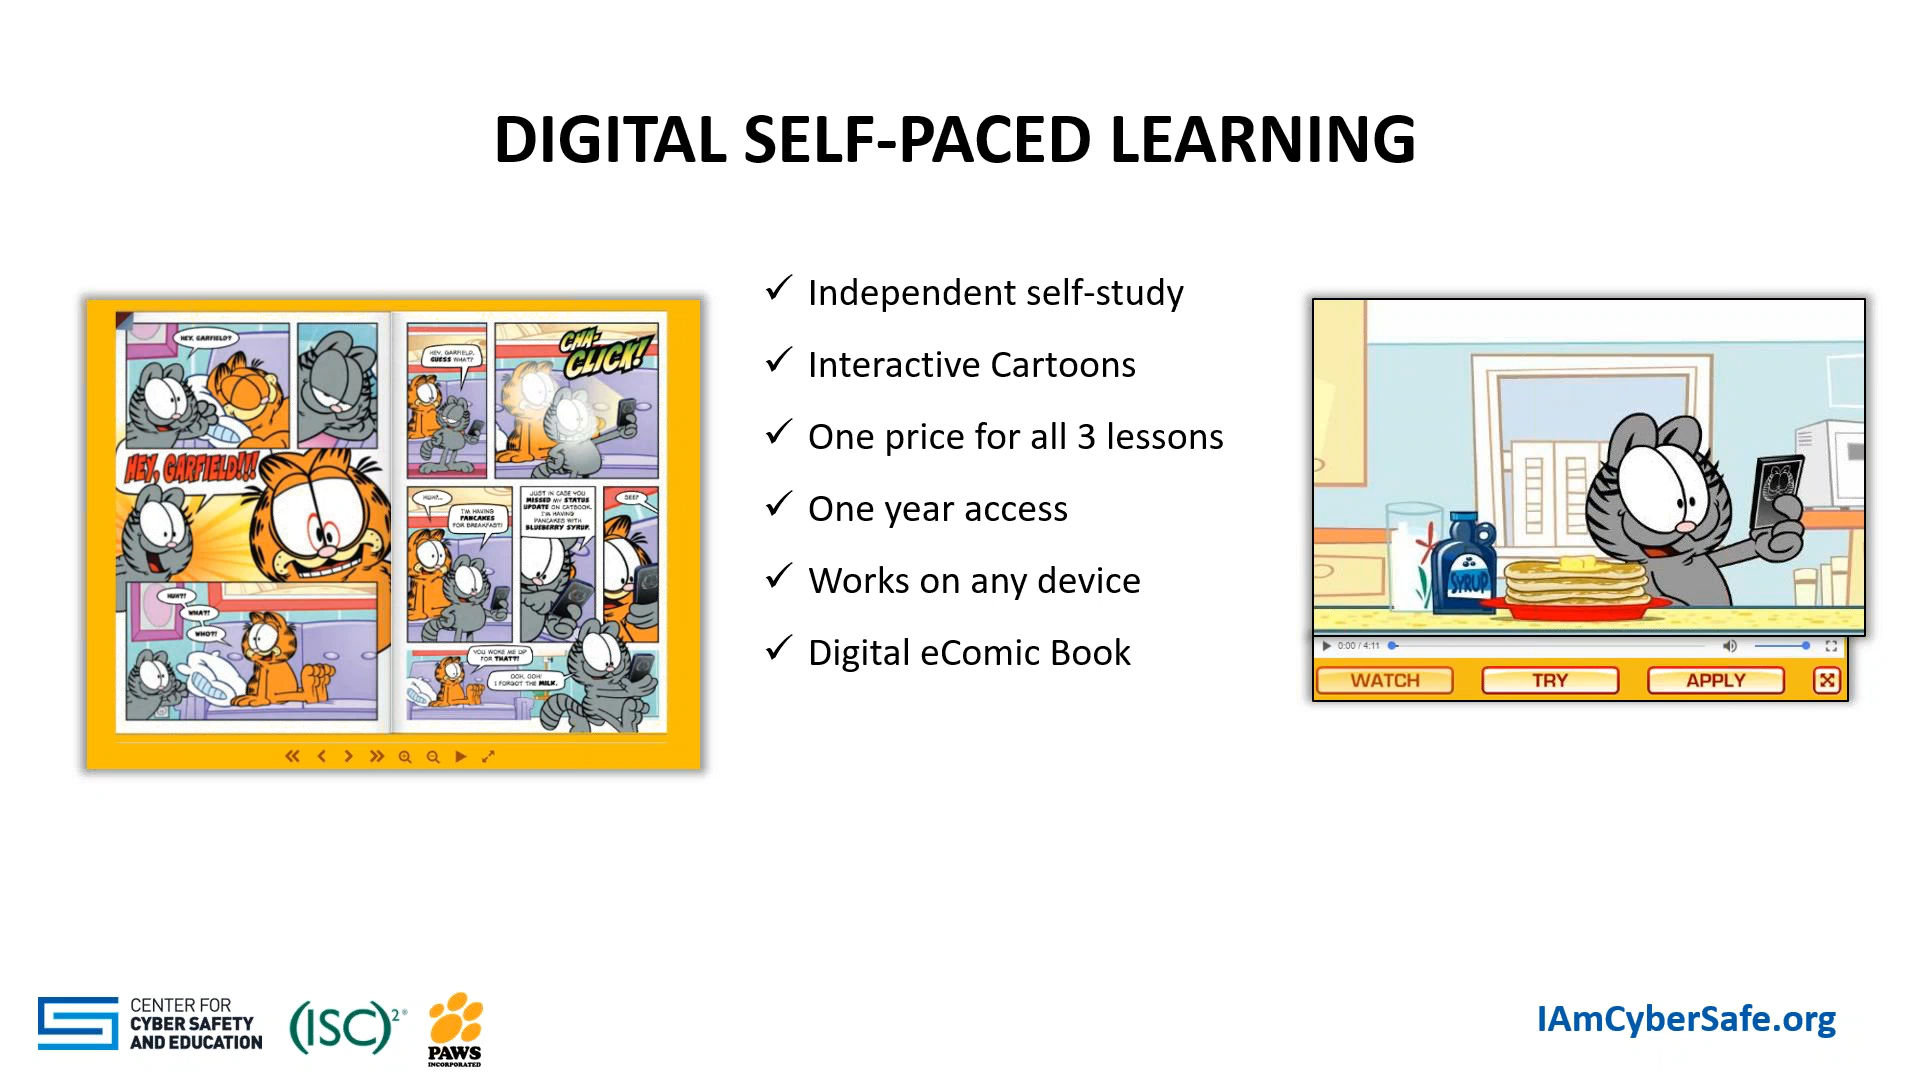 DIGITAL SELF-PACED LEARNING
HEY, GARFIELD?
HEY, GARFIELD!!!
HUH?!
WHAT?!
WHO?!
HEY, GARFIELD,
GUESS WHAT?
CHA-
CLICK!
HUH?...
I'M HAVING
PANCAKES
FOR BREAKFAST!
JUST IN CASE YOU
MISSED MY STATUS
UPDATE ON CATBOOK.
I'M HAVING
PANCAKES WITH
BLUEBERRY SYRUP.
SEE?
YOU WOKE ME UP
FOR THAT?!
OOH, OOH!
I FORGOT THE MILK.
✓ Independent self-study
✓ Interactive Cartoons
✓ One price for all 3 lessons
✓ One year access
✓ Works on any device
✓ Digital eComic Book
SYRUP
0:00 / 4:11
WATCH
TRY
APPLY
CENTER FOR
CYBER SAFETY
AND EDUCATION
(ISC)²®
PAWS
INCORPORATED
IAmCyberSafe.org